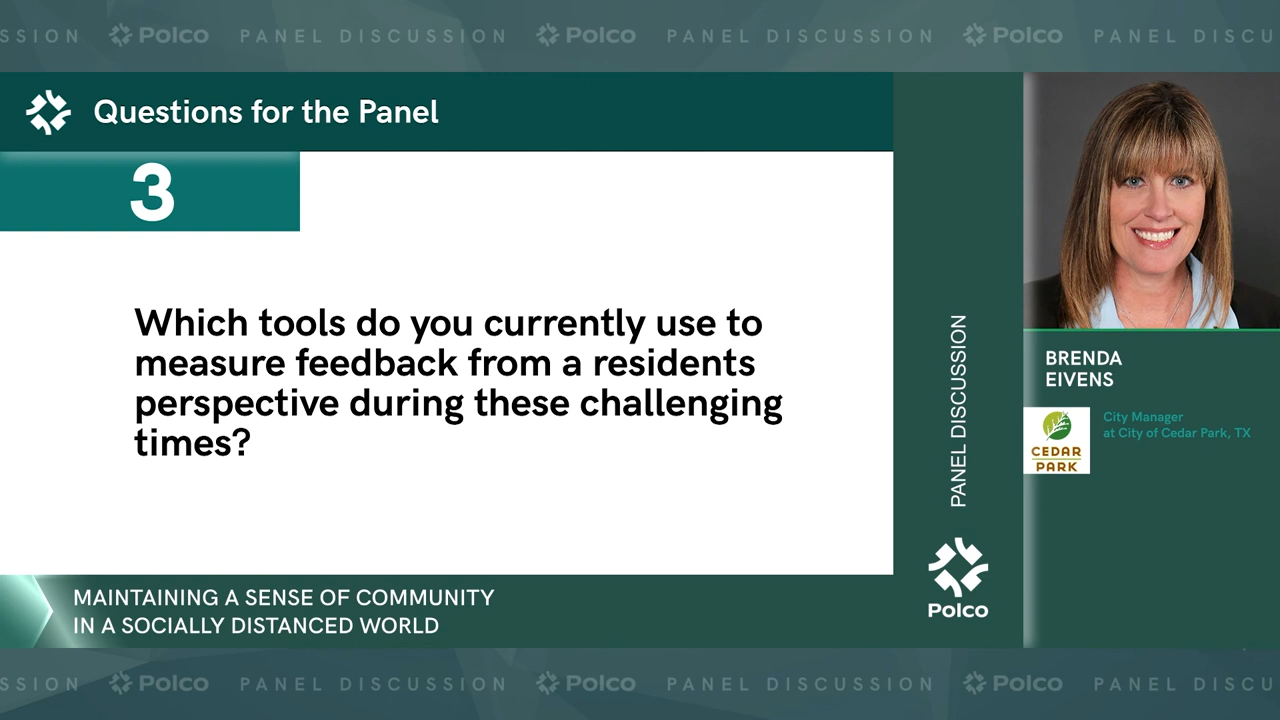 SSION Polco PANEL DISCUSSION Polco PANEL DISCUSSION Polco PANEL DISCU
Questions for the Panel
3
Which tools do you currently use to
measure feedback from a residents
perspective during these challenging
times?
MAINTAINING A SENSE OF COMMUNITY
IN A SOCIALLY DISTANCED WORLD
PANEL DISCUSSION
Polco
BRENDA
EIVENS
CEDAR
PARK
City Manager
at City of Cedar Park, TX
SSION Polco PANEL DISCUSSION Polco PANEL DISCUSSION Polco PANEL DISCU